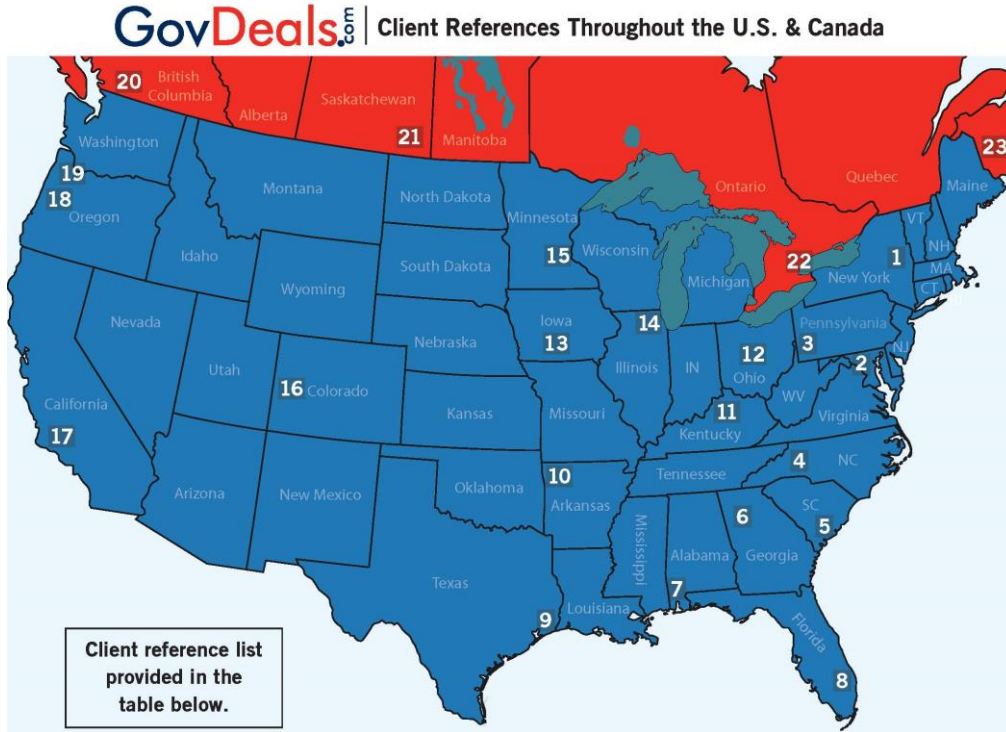 GovDeals.com | Client References Throughout the U.S. & Canada
20 British
Columbia
Alberta
Saskatchewan
21
Manitoba
Ontario
Quebec
23
Washington
19
18
Oregon
Montana
North Dakota
Minnesota
Maine
VT
NH
MA
CT
Idaho
Wyoming
South Dakota
15
Wisconsin
Michigan
22
New York
1
Nevada
Utah
Nebraska
Iowa
13
14
Illinois
IN
12
Ohio
3
Pennsylvania
2
NJ
California
17
16 Colorado
Kansas
Missouri
11
Kentucky
WV
Virginia
Arizona
New Mexico
Oklahoma
10
Arkansas
Tennessee
4
NC
Texas
9
Louisiana
Mississippi
Alabama
7
6
Georgia
SC
5
Florida
8
Client reference list
provided in the
table below.